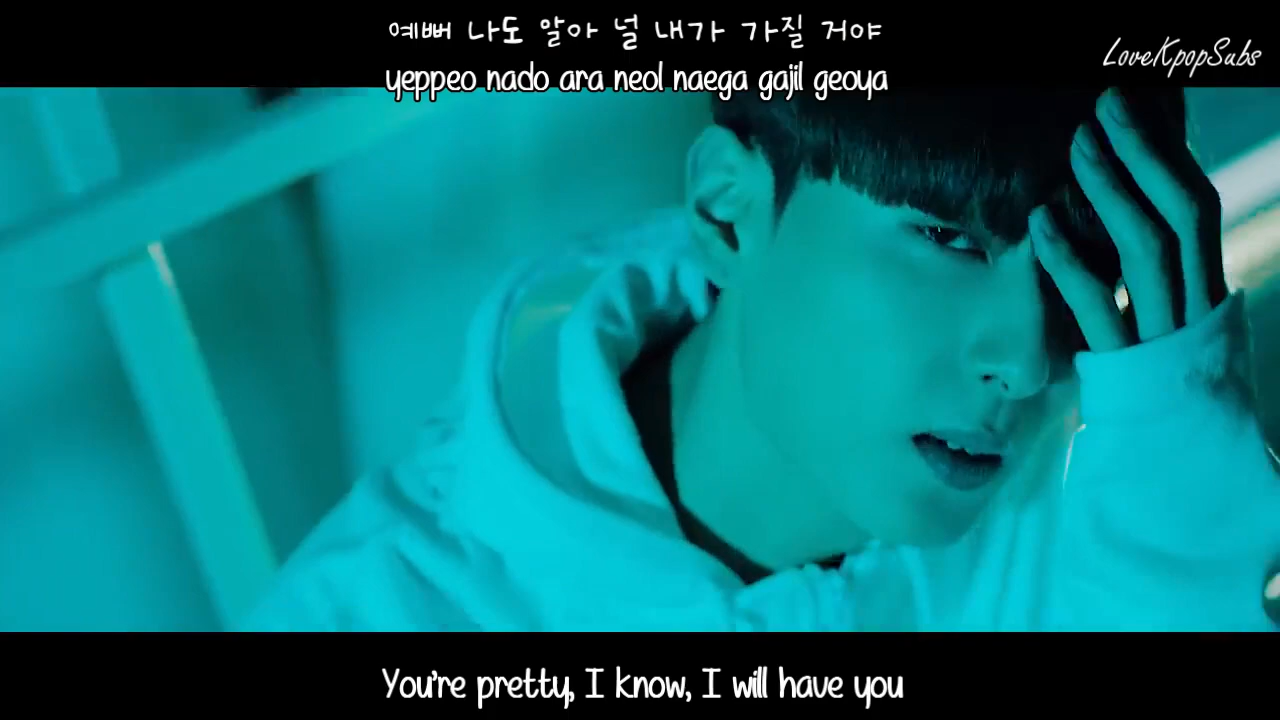 예뻐 나도 알아 널 내가 가질 거야
LoveKpopSubs
yeppeo nado ara neol naega gajil geoya
You're pretty, I know, I will have you